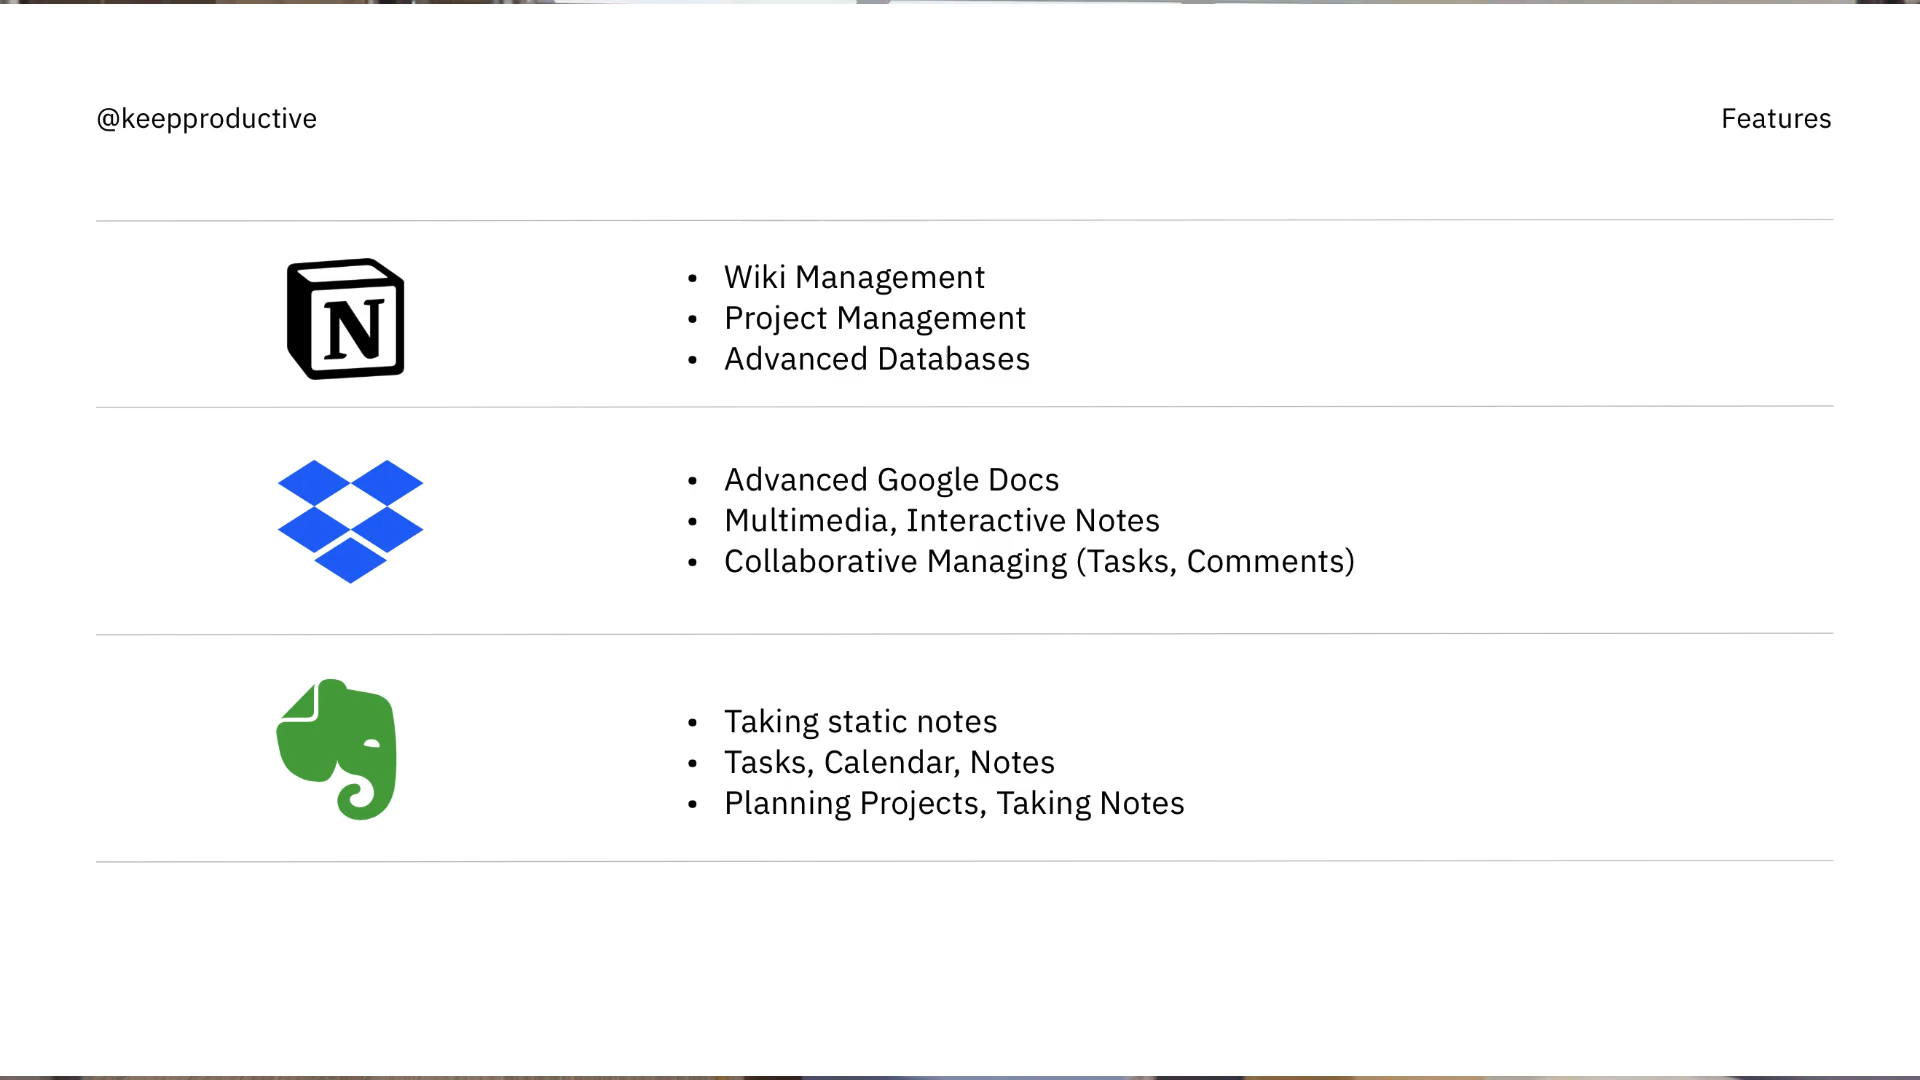 @keepproductive
Features
N
• Wiki Management
• Project Management
• Advanced Databases
• Advanced Google Docs
• Multimedia, Interactive Notes
• Collaborative Managing (Tasks, Comments)
• Taking static notes
• Tasks, Calendar, Notes
• Planning Projects, Taking Notes